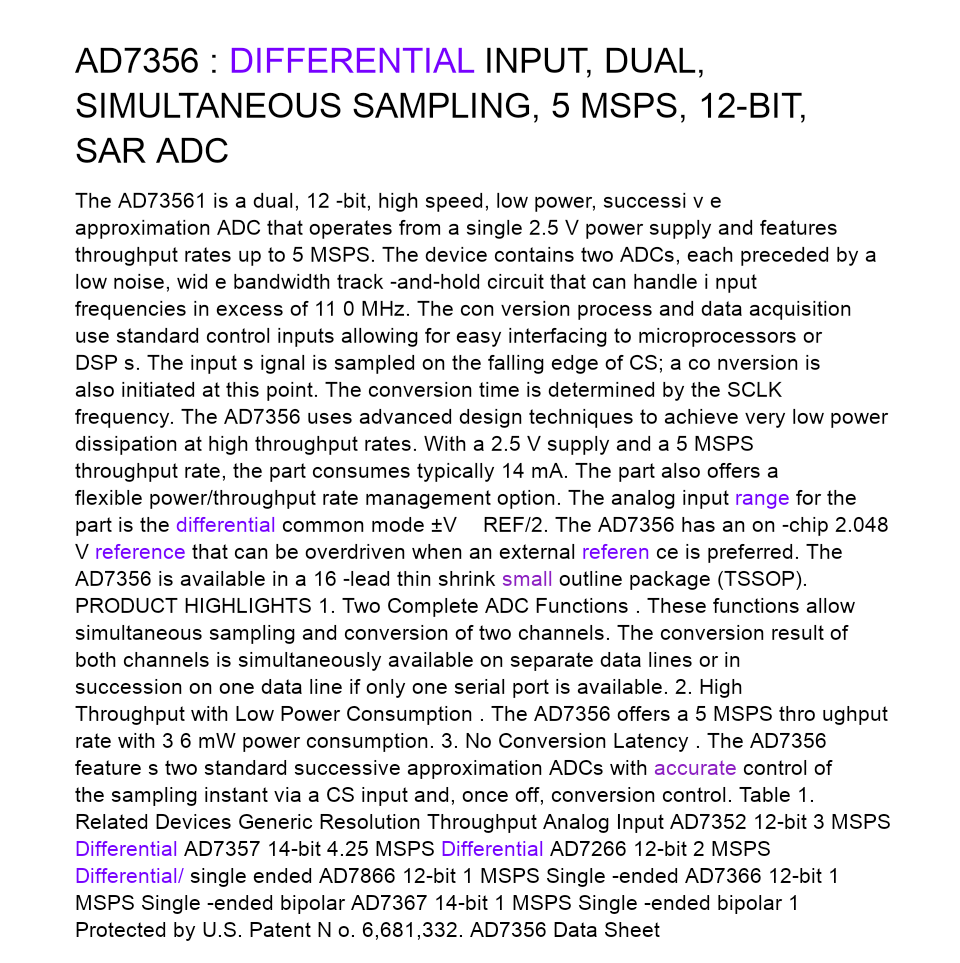 AD7356 : DIFFERENTIAL INPUT, DUAL,
SIMULTANEOUS SAMPLING, 5 MSPS, 12-BIT,
SAR ADC
The AD73561 is a dual, 12 -bit, high speed, low power, successi v e
approximation ADC that operates from a single 2.5 V power supply and features
throughput rates up to 5 MSPS. The device contains two ADCs, each preceded by a
low noise, wid e bandwidth track -and-hold circuit that can handle i nput
frequencies in excess of 11 0 MHz. The con version process and data acquisition
use standard control inputs allowing for easy interfacing to microprocessors or
DSP s. The input s ignal is sampled on the falling edge of CS; a co nversion is
also initiated at this point. The conversion time is determined by the SCLK
frequency. The AD7356 uses advanced design techniques to achieve very low power
dissipation at high throughput rates. With a 2.5 V supply and a 5 MSPS
throughput rate, the part consumes typically 14 mA. The part also offers a
flexible power/throughput rate management option. The analog input range for the
part is the differential common mode ±V REF/2. The AD7356 has an on -chip 2.048
V reference that can be overdriven when an external referen ce is preferred. The
AD7356 is available in a 16 -lead thin shrink small outline package (TSSOP).
PRODUCT HIGHLIGHTS 1. Two Complete ADC Functions . These functions allow
simultaneous sampling and conversion of two channels. The conversion result of
both channels is simultaneously available on separate data lines or in
succession on one data line if only one serial port is available. 2. High
Throughput with Low Power Consumption . The AD7356 offers a 5 MSPS thro ughput
rate with 3 6 mW power consumption. 3. No Conversion Latency . The AD7356
feature s two standard successive approximation ADCs with accurate control of
the sampling instant via a CS input and, once off, conversion control. Table 1.
Related Devices Generic Resolution Throughput Analog Input AD7352 12-bit 3 MSPS
Differential AD7357 14-bit 4.25 MSPS Differential AD7266 12-bit 2 MSPS
Differential/ single ended AD7866 12-bit 1 MSPS Single -ended AD7366 12-bit 1
MSPS Single -ended bipolar AD7367 14-bit 1 MSPS Single -ended bipolar 1
Protected by U.S. Patent N o. 6,681,332. AD7356 Data Sheet